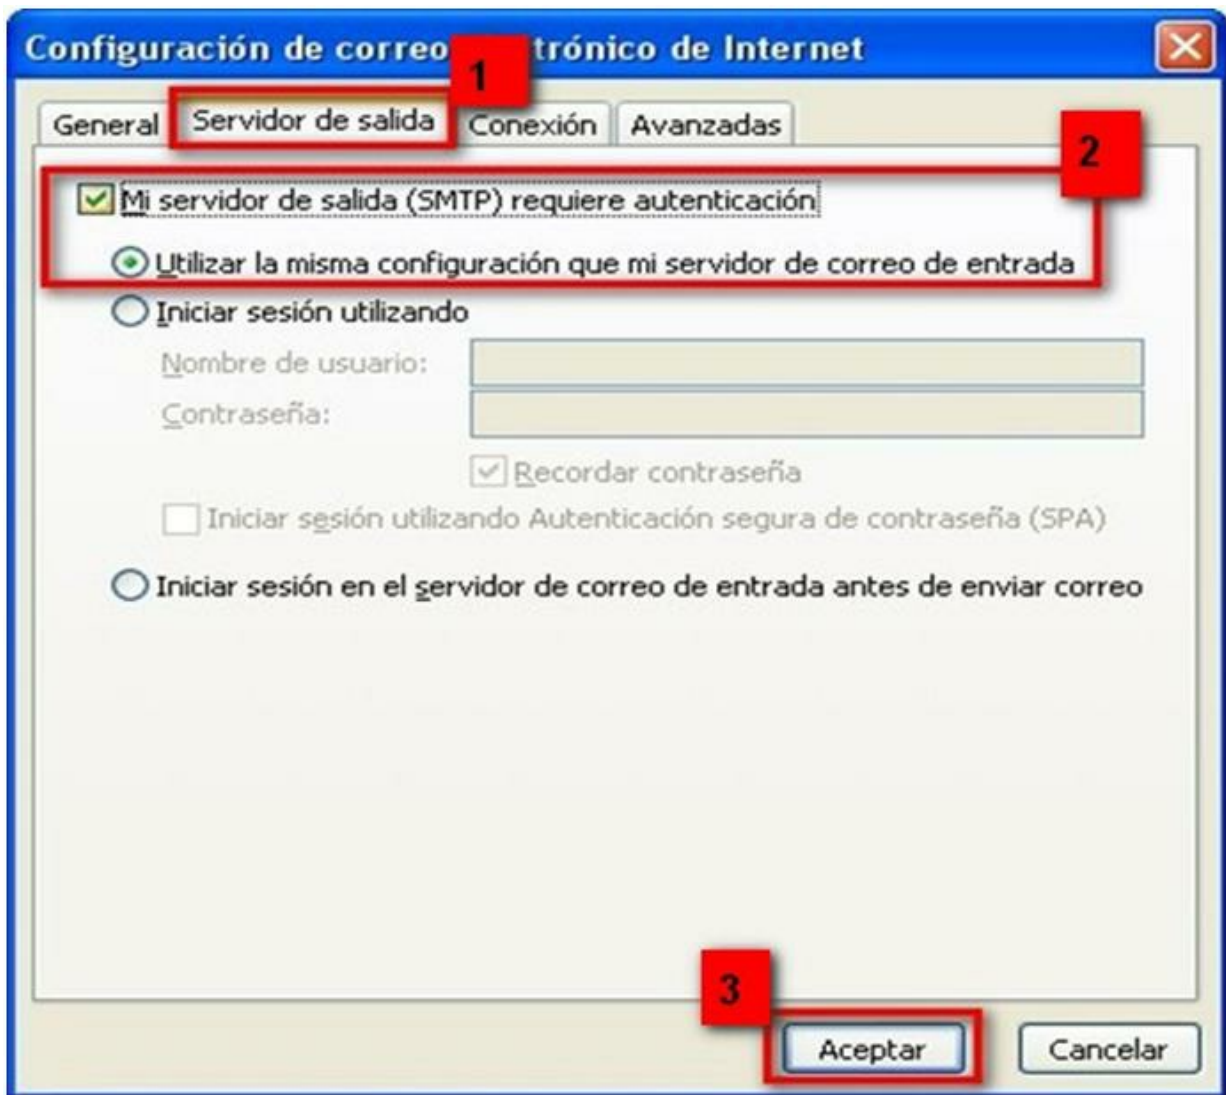 Configuración de correo trónico de Internet
1
General Servidor de salida Conexión Avanzadas
2
Mi servidor de salida (SMTP) requiere autenticación
Utilizar la misma configuración que mi servidor de correo de entrada
Iniciar sesión utilizando
Nombre de usuario:
Contraseña:
Recordar contraseña
Iniciar sesión utilizando Autenticación segura de contraseña (SPA)
Iniciar sesión en el servidor de correo de entrada antes de enviar correo
3
Aceptar Cancelar